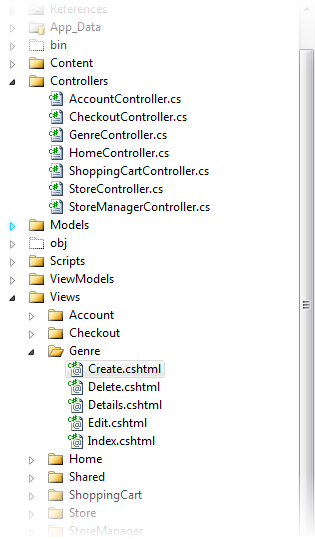 References
App_Data
bin
Content
Controllers
AccountController.cs
CheckoutController.cs
GenreController.cs
HomeController.cs
ShoppingCartController.cs
StoreController.cs
StoreManagerController.cs
Models
obj
Scripts
ViewModels
Views
Account
Checkout
Genre
Create.cshtml
Delete.cshtml
Details.cshtml
Edit.cshtml
Index.cshtml
Home
Shared
ShoppingCart
Store
StoreManager